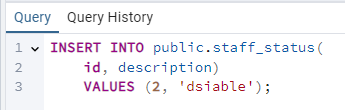 Query Query History
1 INSERT INTO public.staff_status(
2 id, description)
3 VALUES (2, 'dsiable');